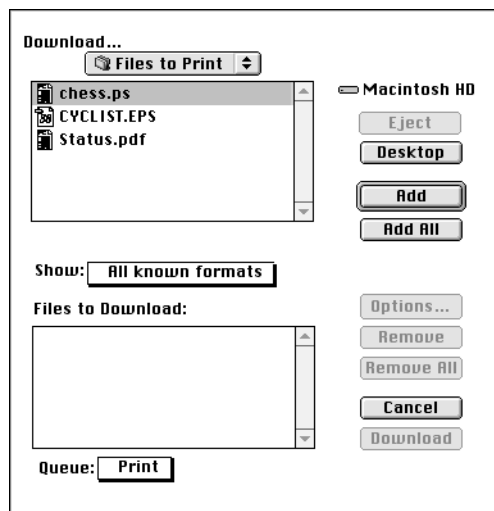 Download...
Files to Print
chess.ps
CYCLIST.EPS
Status.pdf
Macintosh HD
Eject
Desktop
Add
Add All
Show: All known formats
Files to Download:
Options...
Remove
Remove All
Cancel
Download
Queue: Print